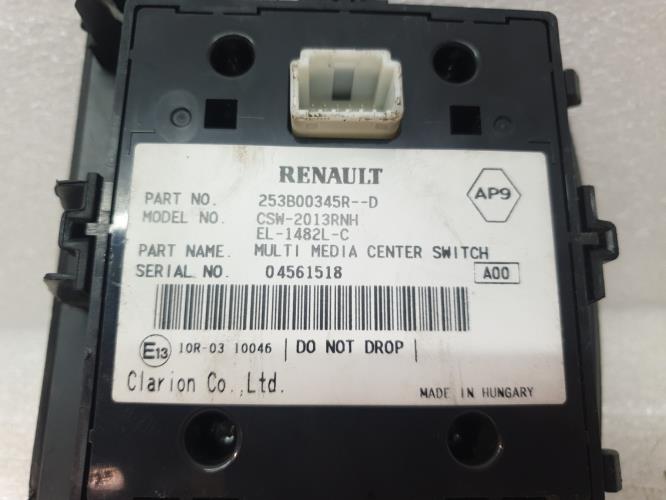 RENAULT
AP9
PART NO. 253B00345R--D
MODEL NO. CSW-2013RNH
EL-1482L-C
PART NAME. MULTI MEDIA CENTER SWITCH
SERIAL NO. 04561518 A00
E13 10R-03 10046 | DO NOT DROP |
Clarion Co.,Ltd. MADE IN HUNGARY